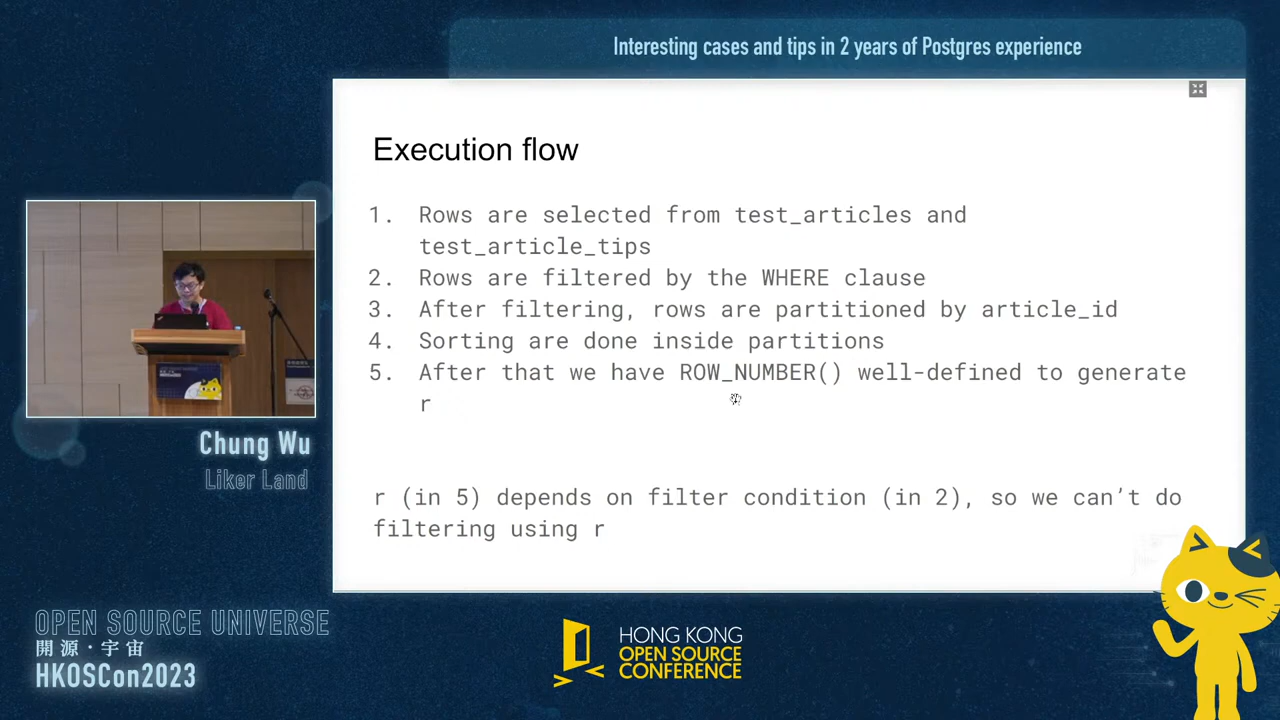 Interesting cases and tips in 2 years of Postgres experience
Execution flow
1. Rows are selected from test_articles and
test_article_tips
2. Rows are filtered by the WHERE clause
3. After filtering, rows are partitioned by article_id
4. Sorting are done inside partitions
5. After that we have ROW_NUMBER() well-defined to generate
r
r (in 5) depends on filter condition (in 2), so we can't do
filtering using r
Chung Wu
Liker Land
OPEN SOURCE UNIVERSE
開源·宇宙
HKOSCon2023
HONG KONG
OPEN SOURCE
CONFERENCE